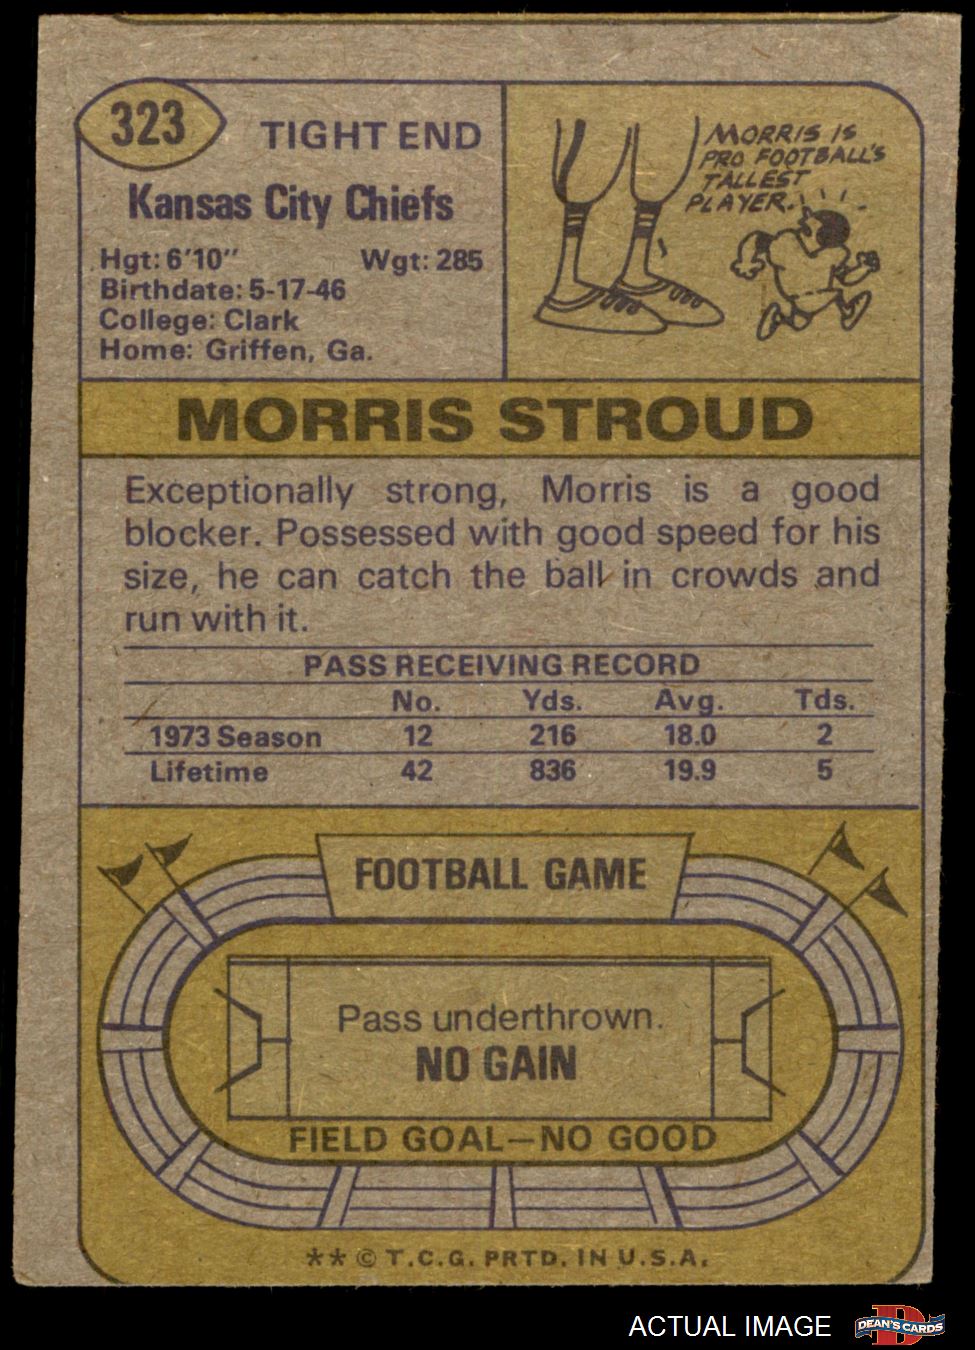 323
TIGHT END
Kansas City Chiefs
Hgt: 6'10" Wgt: 285
Birthdate: 5-17-46
College: Clark
Home: Griffen, Ga.
MORRIS IS
PRO FOOTBALL'S
TALLEST
PLAYER.
MORRIS STROUD
Exceptionally strong, Morris is a good
blocker. Possessed with good speed for his
size, he can catch the ball in crowds and
run with it.
PASS RECEIVING RECORD
No. Yds. Avg. Tds.
1973 Season 12 216 18.0 2
Lifetime 42 836 19.9 5
FOOTBALL GAME
Pass underthrown.
NO GAIN
FIELD GOAL—NO GOOD
** © T.C.G. PRTD. IN U.S.A.
ACTUAL IMAGE
D
DEAN'S CARDS